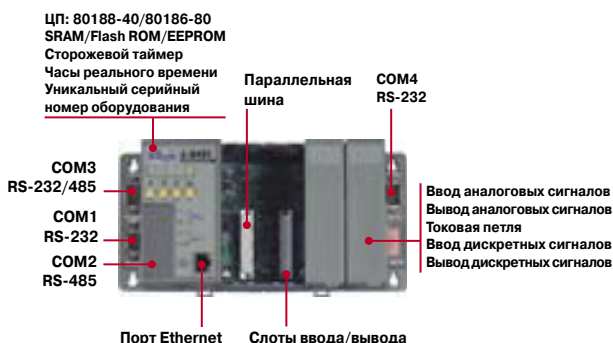 ЦП: 80188-40/80186-80
SRAM/Flash ROM/EEPROM
Сторожевой таймер
Часы реального времени
Уникальный серийный
номер оборудования
Параллельная
шина
COM4
RS-232
COM3
RS-232/485
COM1
RS-232
COM2
RS-485
Ввод аналоговых сигналов
Вывод аналоговых сигналов
Токовая петля
Ввод дискретных сигналов
Вывод дискретных сигналов
Порт Ethernet
Слоты ввода/вывода